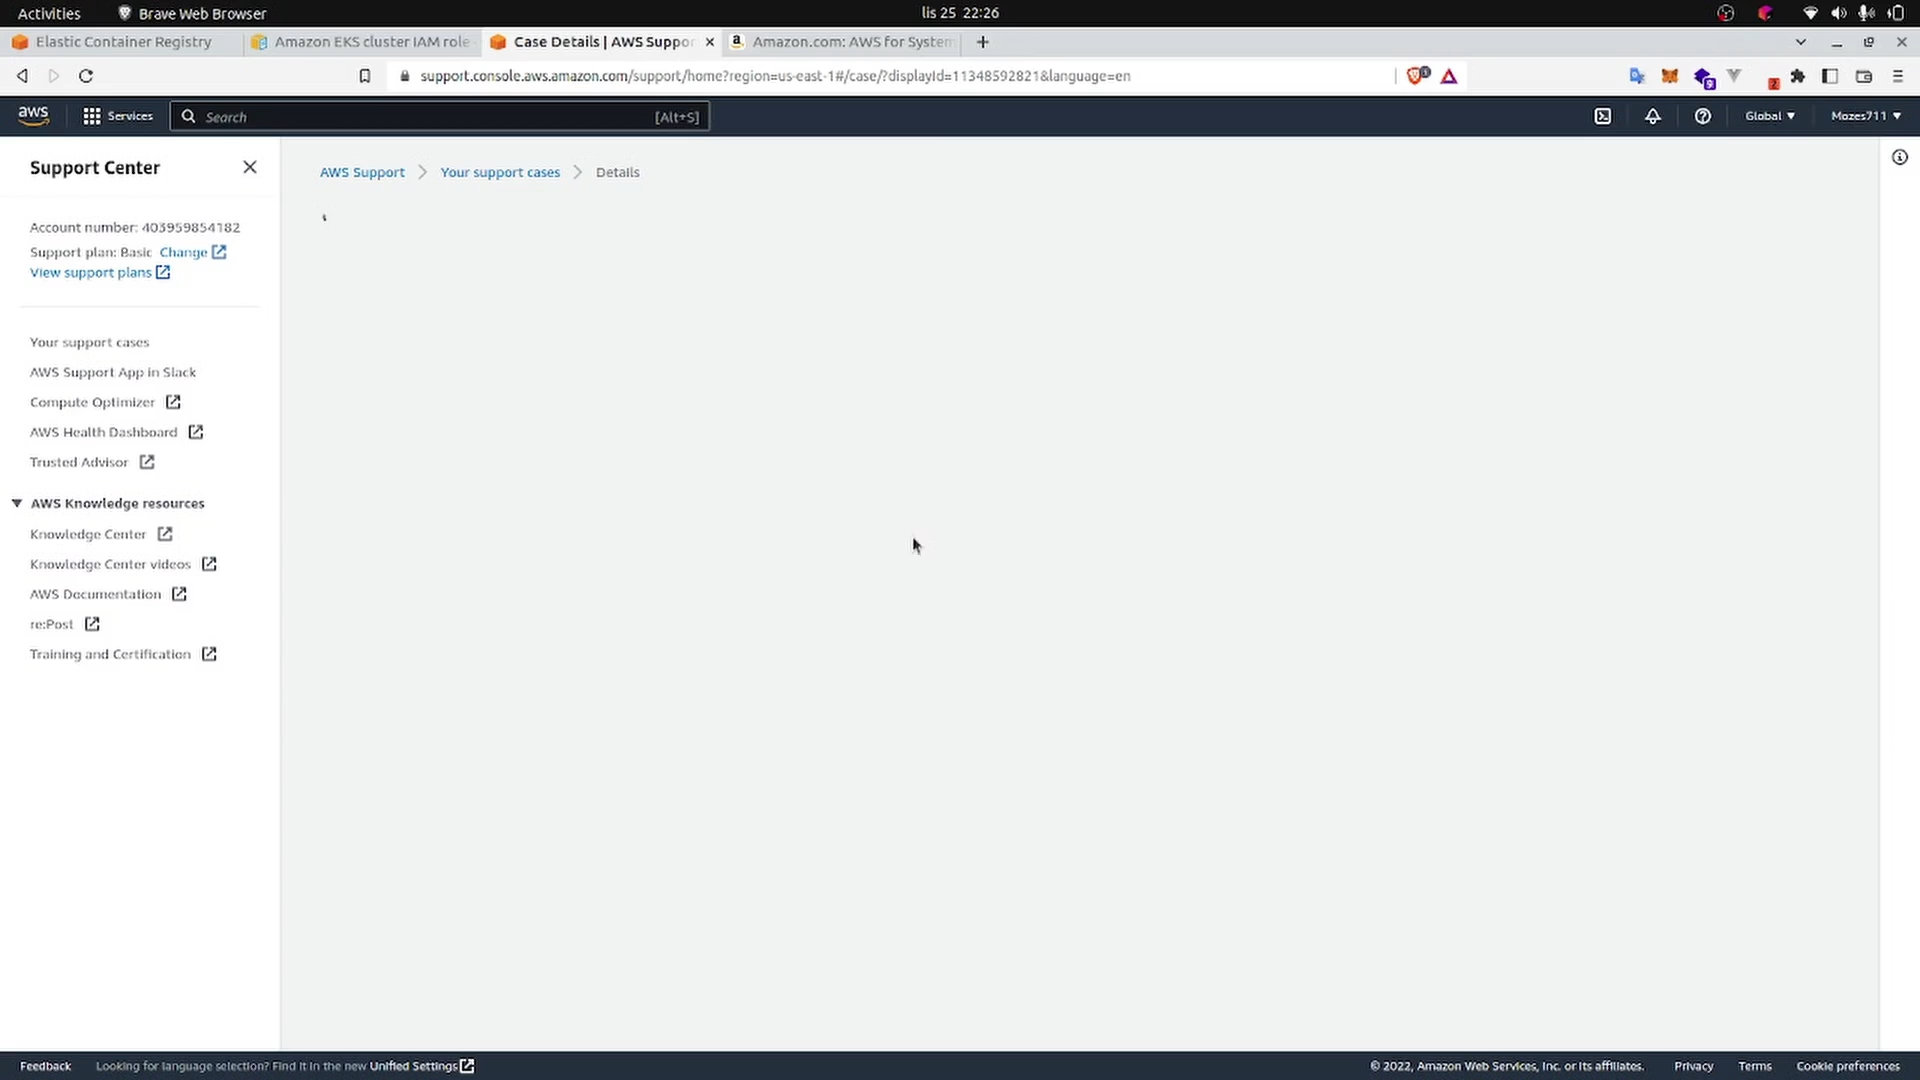 Activities Brave Web Browser lis 25 22:26
Elastic Container Registry Amazon EKS cluster IAM role Case Details | AWS Suppo Amazon.com: AWS for System
support.console.aws.amazon.com/support/home?region=us-east-1#/case/?displayId=11348592821&language=en
aws Services Search [Alt+S] Global Mozes711
Support Center
AWS Support Your support cases Details
Account number: 403959854182
Support plan: Basic Change
View support plans
Your support cases
AWS Support App in Slack
Compute Optimizer
AWS Health Dashboard
Trusted Advisor
AWS Knowledge resources
Knowledge Center
Knowledge Center videos
AWS Documentation
re:Post
Training and Certification
Feedback Looking for language selection? Find it in the new Unified Settings © 2022, Amazon Web Services, Inc. or its affiliates. Privacy Terms Cookie preferences